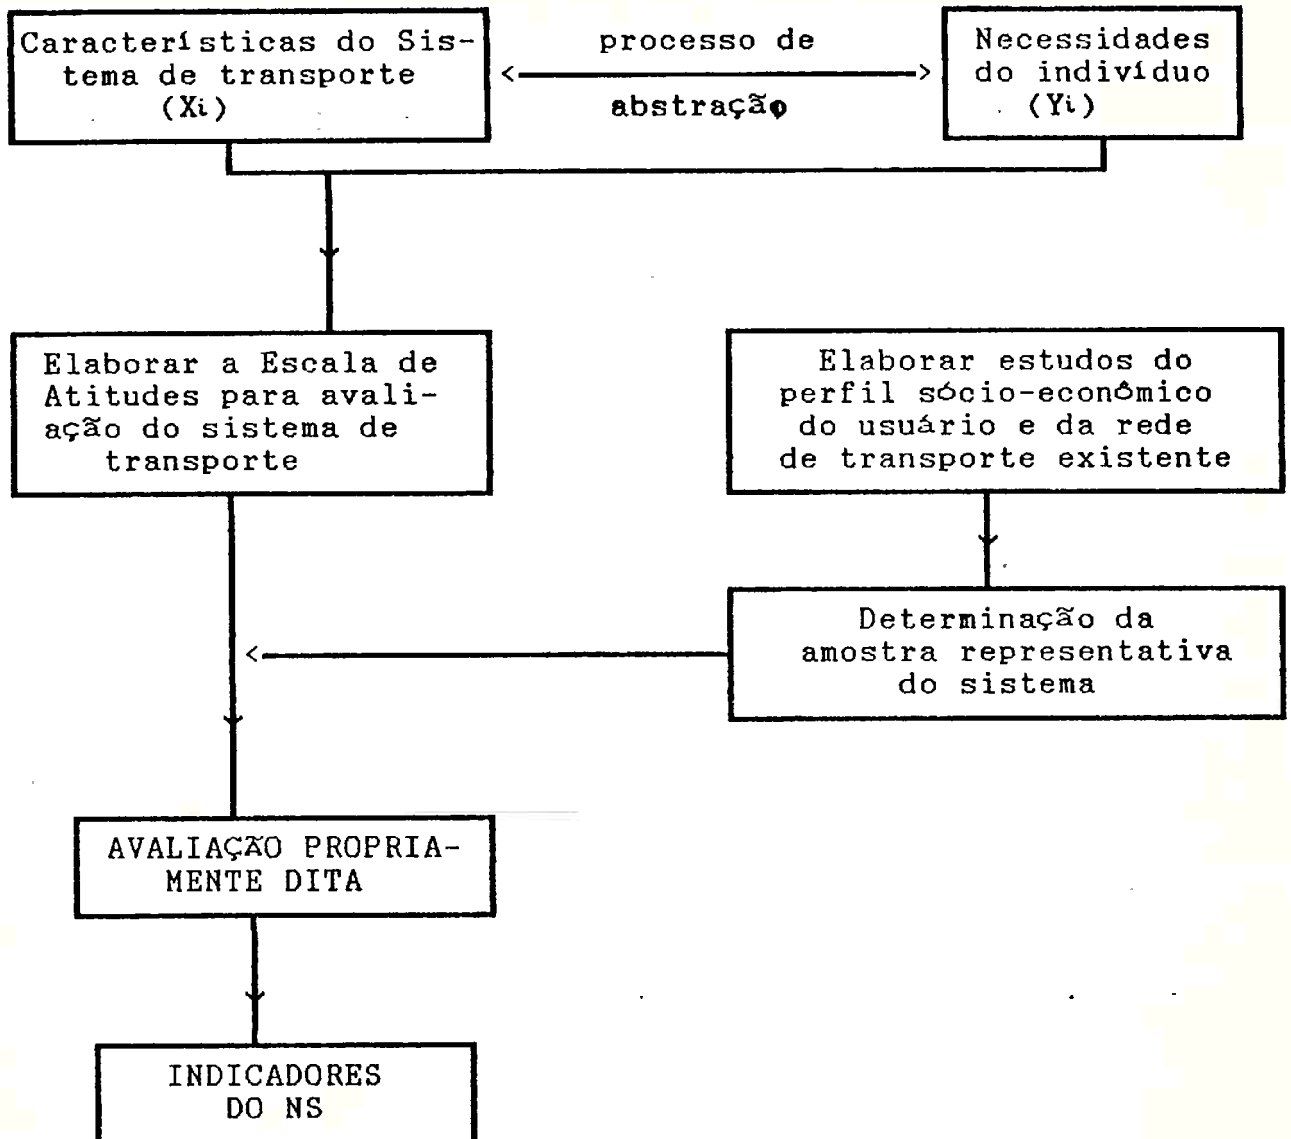 Características do Sis-
tema de transporte
(Xi)
<
processo de
abstração
>
Necessidades
do indivíduo
(Yi)
Elaborar a Escala de
Atitudes para avali-
ação do sistema de
transporte
Elaborar estudos do
perfil sócio-econômico
do usuário e da rede
de transporte existente
Determinação da
amostra representativa
do sistema
<
AVALIAÇÃO PROPRIA-
MENTE DITA
INDICADORES
DO NS